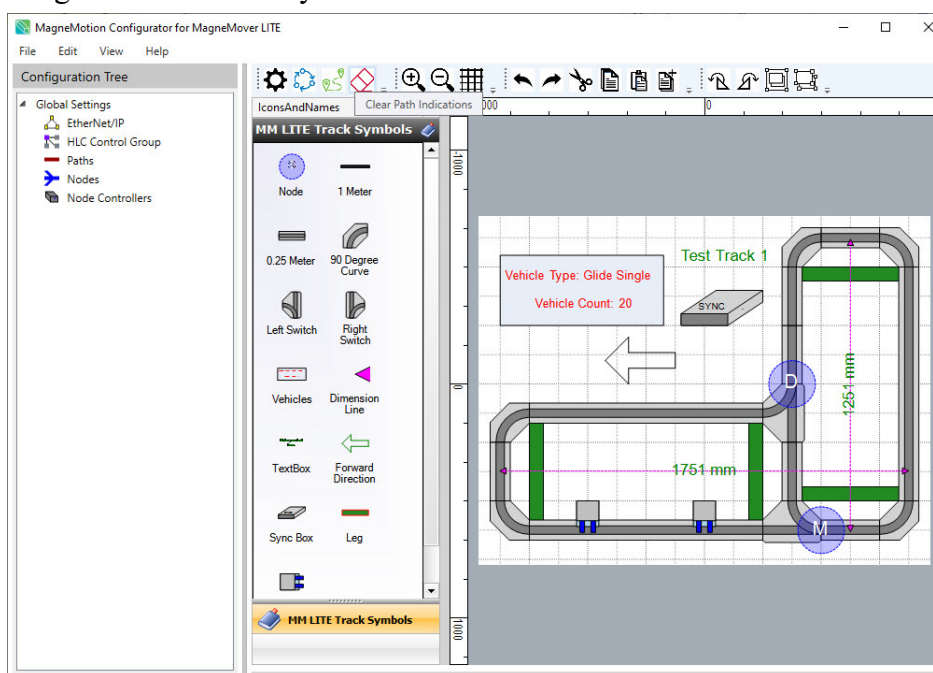 MagneMotion Configurator for MagneMover LITE
File Edit View Help
Configuration Tree
Global Settings
EtherNet/IP
HLC Control Group
Paths
Nodes
Node Controllers
IconsAndNames
Clear Path Indications
000
0
MM LITE Track Symbols
Node
1 Meter
0.25 Meter
90 Degree
Curve
Left Switch
Right
Switch
Vehicles
Dimension
Line
TextBox
Forward
Direction
Sync Box
Leg
MM LITE Track Symbols
-1000
0
1000
Test Track 1
Vehicle Type: Glide Single
Vehicle Count: 20
SYNC
D
1251 mm
1751 mm
M